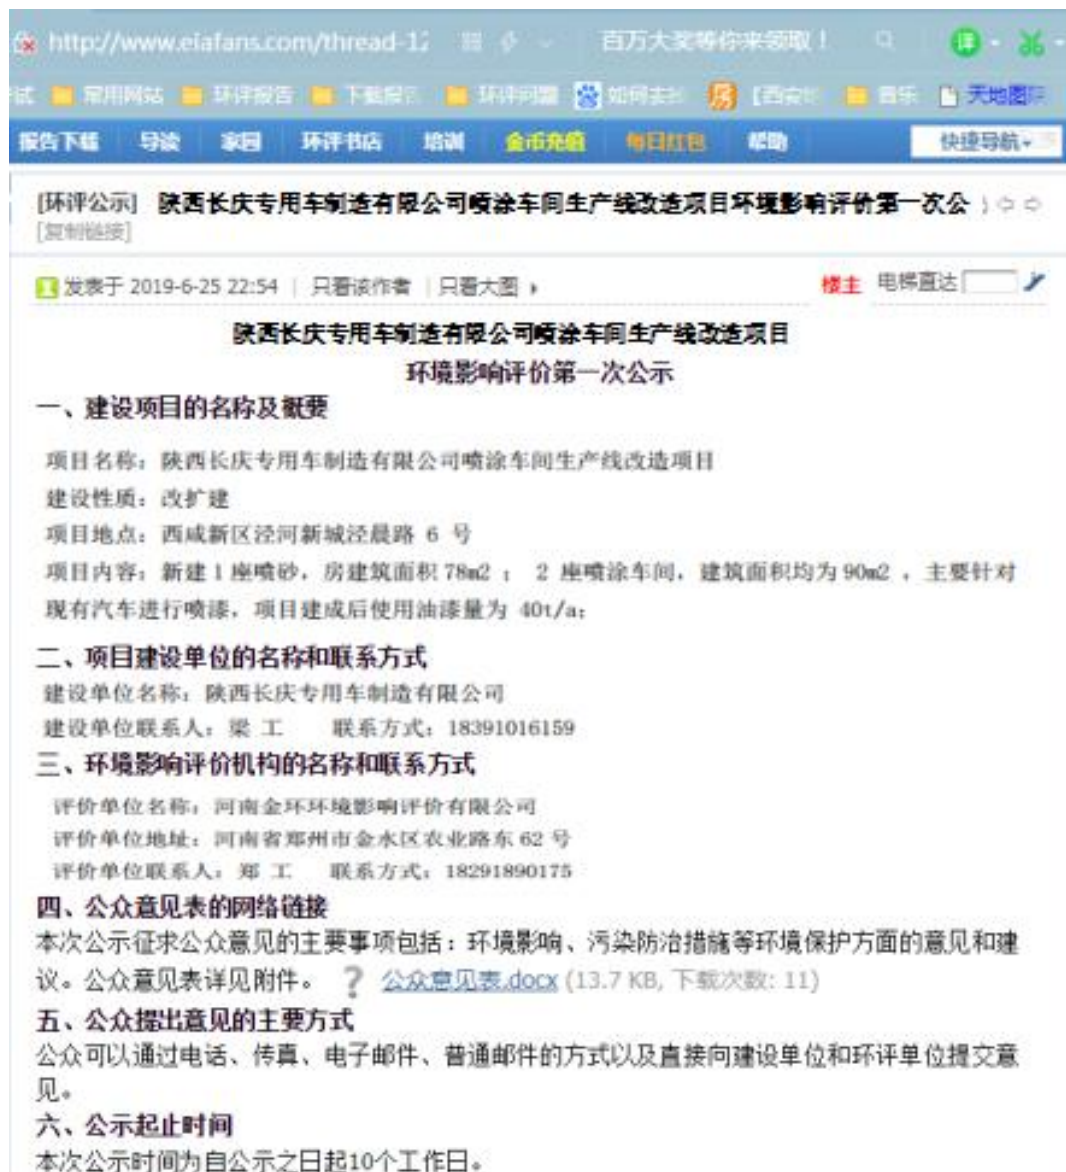 http://www.eiafans.com/thread-12 百万大奖等你来领取！ 译
试 常用网站 环评报告 下载报告 环评问题 如何去 【西安 音乐 天地图
报告下载 导读 家园 环评书店 培训 金币充值 每日红包 帮助 快捷导航
[环评公示] 陕西长庆专用车制造有限公司喷涂车间生产线改造项目环境影响评价第一次公
[复制链接]
发表于 2019-6-25 22:54 | 只看该作者 | 只看大图 楼主 电梯直达
陕西长庆专用车制造有限公司喷涂车间生产线改造项目
环境影响评价第一次公示
一、建设项目的名称及概要
项目名称：陕西长庆专用车制造有限公司喷涂车间生产线改造项目
建设性质：改扩建
项目地点：西咸新区泾河新城泾晨路 6 号
项目内容：新建 1 座喷砂，房建筑面积 78m2 ； 2 座喷涂车间，建筑面积均为 90m2 ，主要针对
现有汽车进行喷漆，项目建成后使用油漆量为 40t/a;
二、项目建设单位的名称和联系方式
建设单位名称：陕西长庆专用车制造有限公司
建设单位联系人：梁 工 联系方式：18391016159
三、环境影响评价机构的名称和联系方式
评价单位名称：河南金环环境影响评价有限公司
评价单位地址：河南省郑州市金水区农业路东 62 号
评价单位联系人：郑 工 联系方式：18291890175
四、公众意见表的网络链接
本次公示征求公众意见的主要事项包括：环境影响、污染防治措施等环境保护方面的意见和建
议。公众意见表详见附件。 ? 公众意见表.docx (13.7 KB, 下载次数: 11)
五、公众提出意见的主要方式
公众可以通过电话、传真、电子邮件、普通邮件的方式以及直接向建设单位和环评单位提交意
见。
六、公示起止时间
本次公示时间为自公示之日起10个工作日。